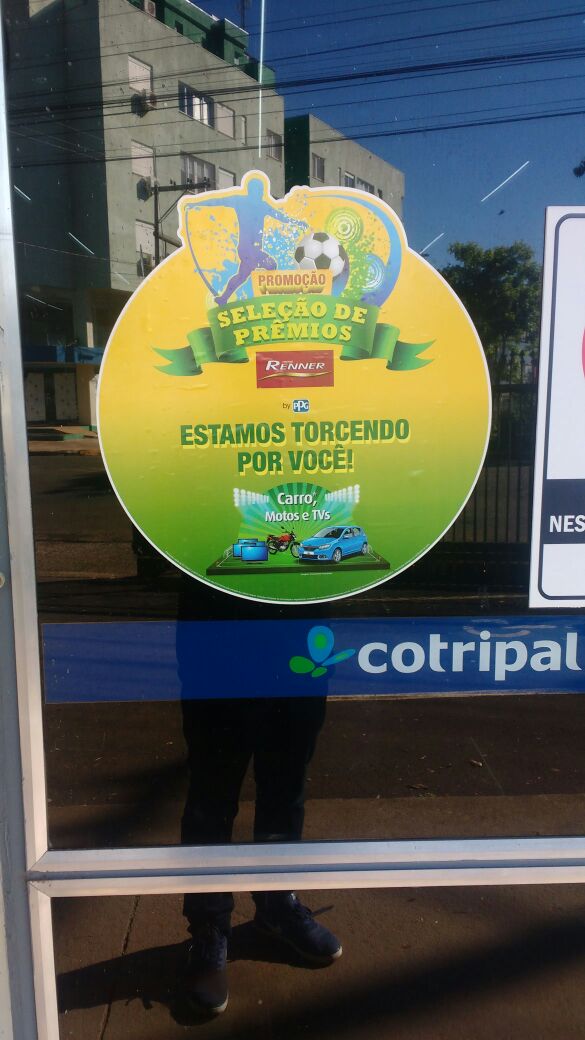 PROMOÇÃO
SELEÇÃO DE
PRÊMIOS
RENNER
by PPG
ESTAMOS TORCENDO
POR VOCÊ!
Carro,
Motos e TVs
NES
cotripal